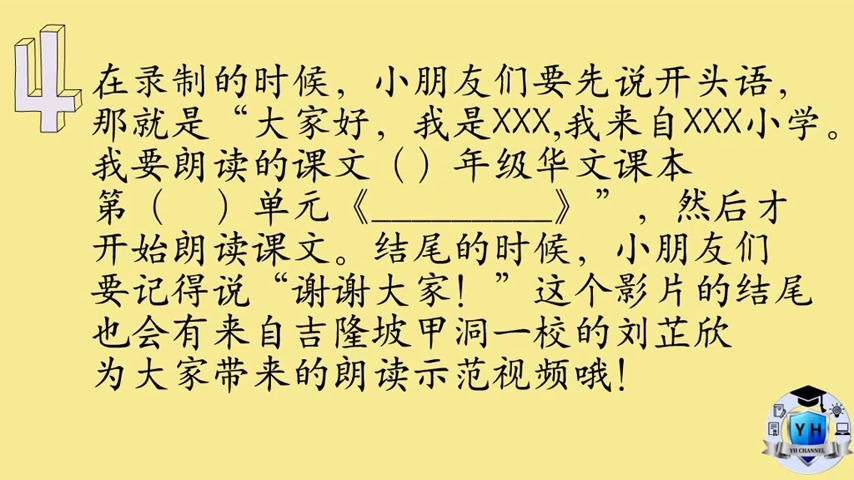 4
在录制的时候，小朋友们要先说开头语，
那就是“大家好，我是XXX,我来自XXX小学。
我要朗读的课文（）年级华文课本
第（　）单元《__________》”，然后才
开始朗读课文。结尾的时候，小朋友们
要记得说“谢谢大家！”这个影片的结尾
也会有来自吉隆坡甲洞一校的刘芷欣
为大家带来的朗读示范视频哦！
YH
YH CHANNEL